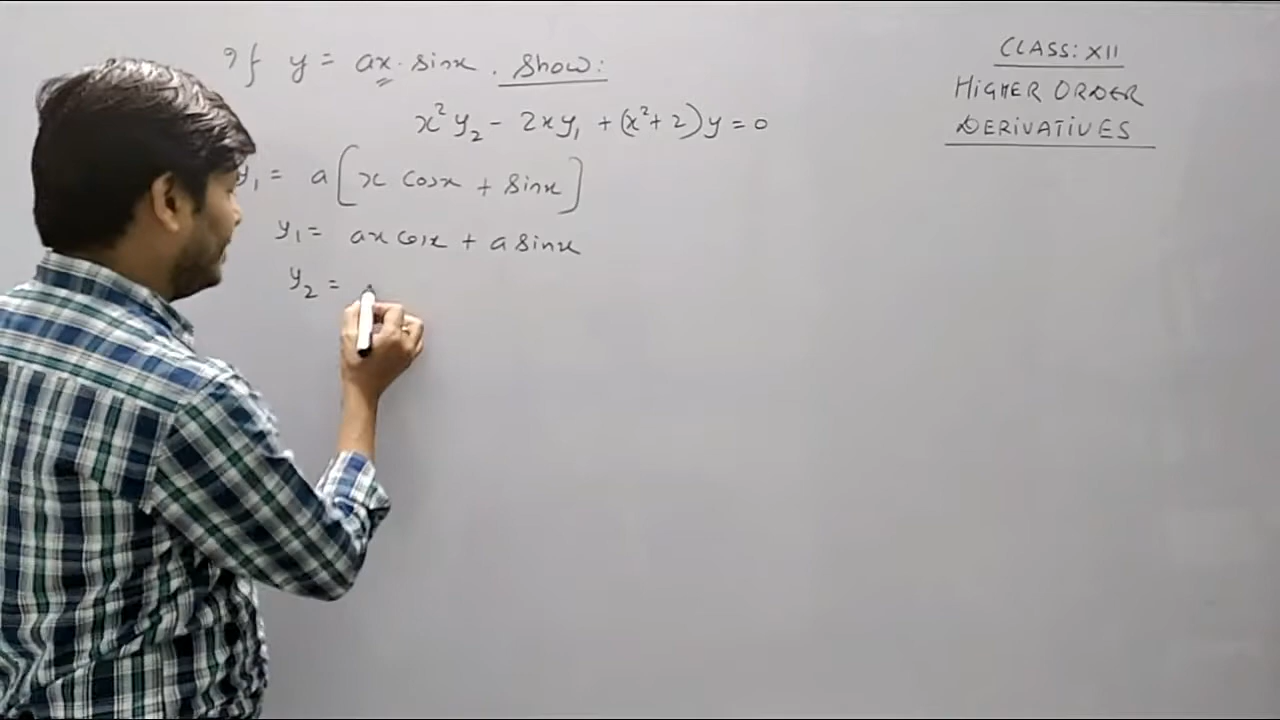 If y = ax. sinx. Show:
x²y₂ - 2xy₁ + (x²+2)y = 0
y₁ = a[x cosx + sinx]
y₁ = ax cosx + a sinx
y₂ =
CLASS: XII
HIGHER ORDER
DERIVATIVES